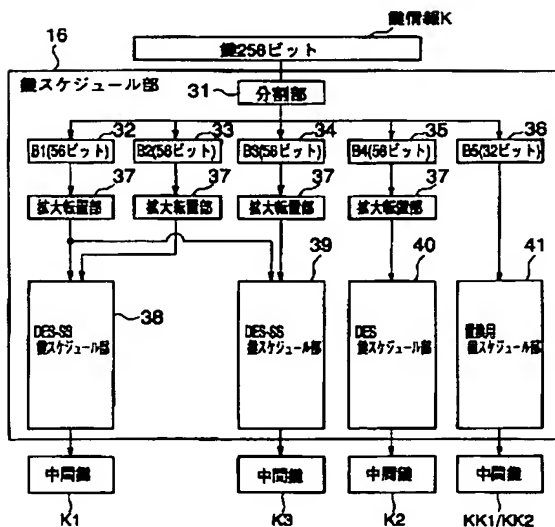 鍵情報K
鍵256ビット
16
鍵スケジュール部
31
分割部
32
33
34
35
36
B1(56ビット)
B2(56ビット)
B3(56ビット)
B4(56ビット)
B5(32ビット)
37
37
37
37
拡大転置部
拡大転置部
拡大転置部
拡大転置部
39
40
41
38
DES-SS
鍵スケジュール部
DES-SS
鍵スケジュール部
DES
鍵スケジュール部
置換用
鍵スケジュール部
中間鍵
中間鍵
中間鍵
中間鍵
K1
K3
K2
KK1/KK2